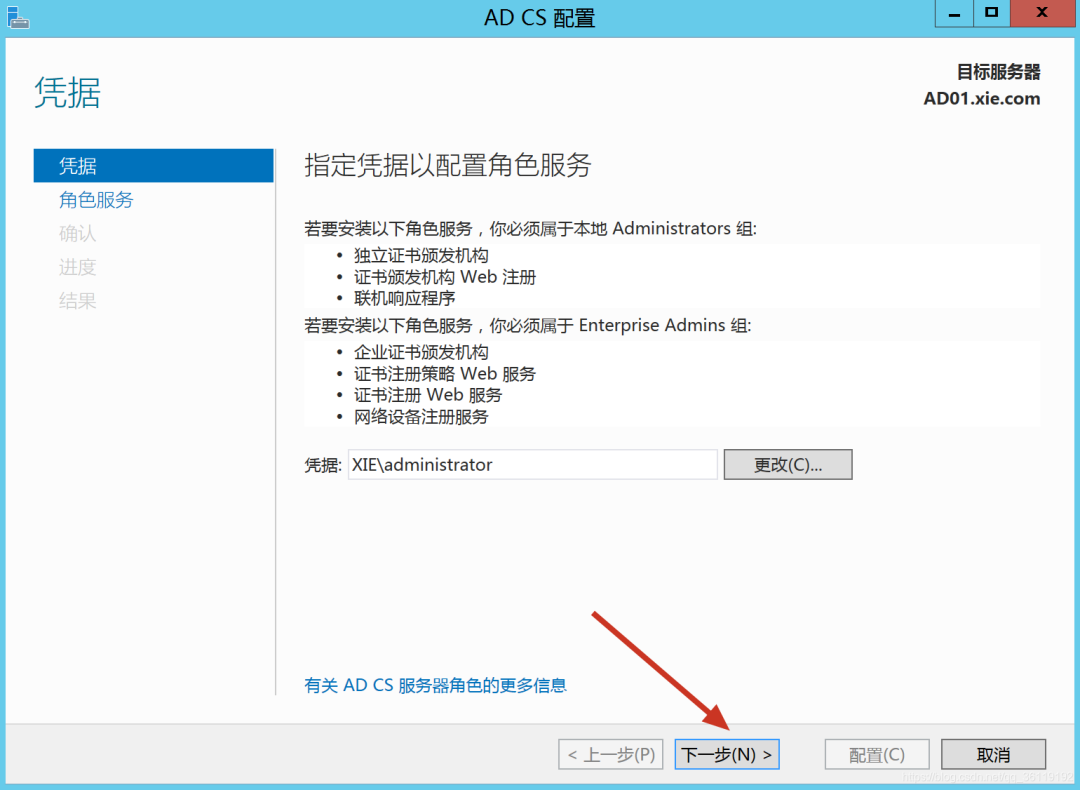 AD CS 配置
凭据
目标服务器
AD01.xie.com
凭据
角色服务
确认
进度
结果
指定凭据以配置角色服务
若要安装以下角色服务，你必须属于本地 Administrators 组:
• 独立证书颁发机构
• 证书颁发机构 Web 注册
• 联机响应程序
若要安装以下角色服务，你必须属于 Enterprise Admins 组:
• 企业证书颁发机构
• 证书注册策略 Web 服务
• 证书注册 Web 服务
• 网络设备注册服务
凭据: XIE\administrator 更改(C)...
有关 AD CS 服务器角色的更多信息
< 上一步(P) 下一步(N) > 配置(C) 取消
https://blog.csdn.net/qq_36119192